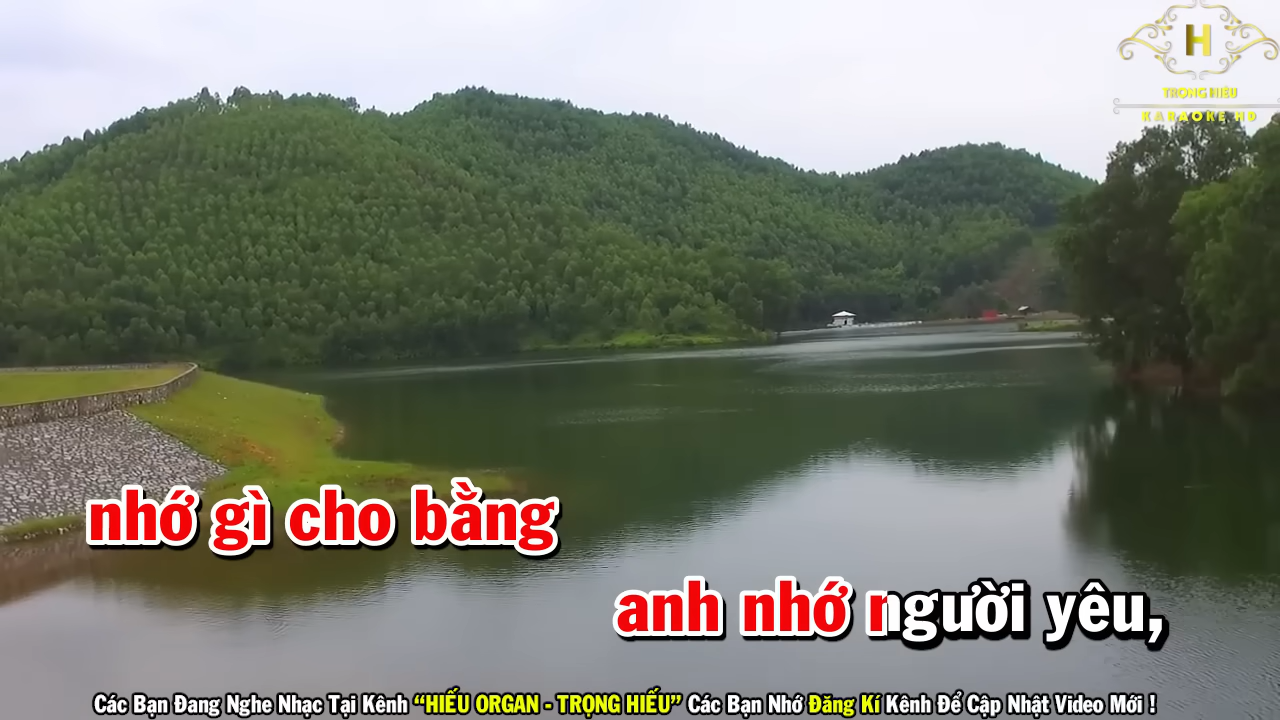 H
TRỌNG HIẾU
KARAOKE HD
nhớ gì cho bằng
anh nhớ người yêu,
Các Bạn Đang Nghe Nhạc Tại Kênh “HIẾU ORGAN - TRỌNG HIẾU” Các Bạn Nhớ Đăng Kí Kênh Để Cập Nhật Video Mới !